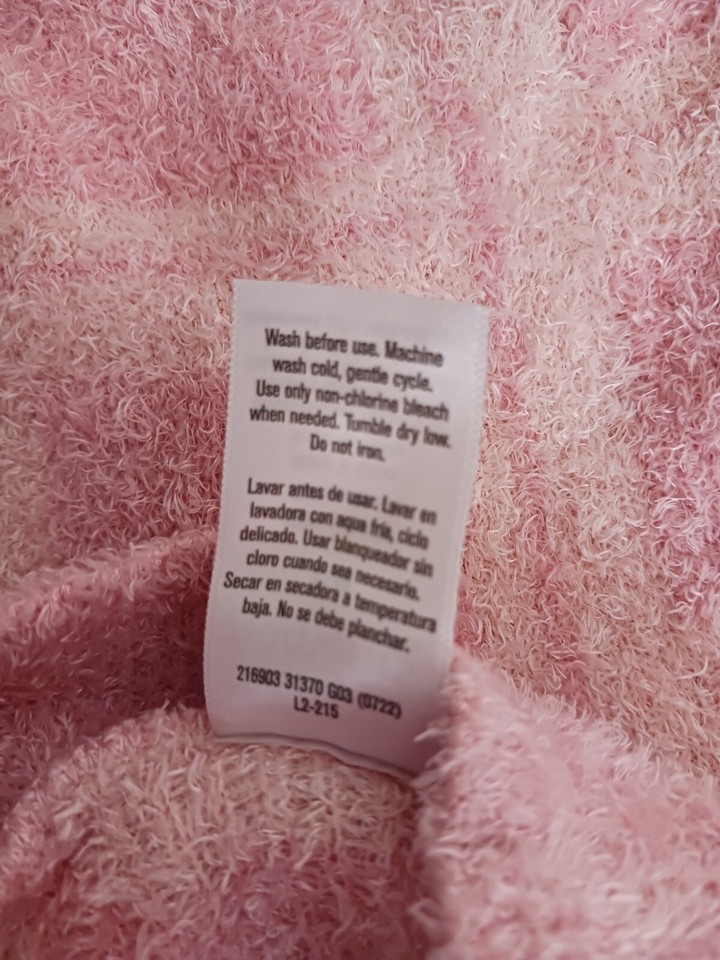 Wash before use. Machine
wash cold, gentle cycle.
Use only non-chlorine bleach
when needed. Tumble dry low.
Do not iron.
Lavar antes de usar. Lavar en
lavadora con aqua fría, ciclo
delicado. Usar blanqueador sin
cloro cuando sea necesario.
Secar en secadora a temperatura
baja. No se debe planchar.
216903 31370 G03 (0722)
L2-215